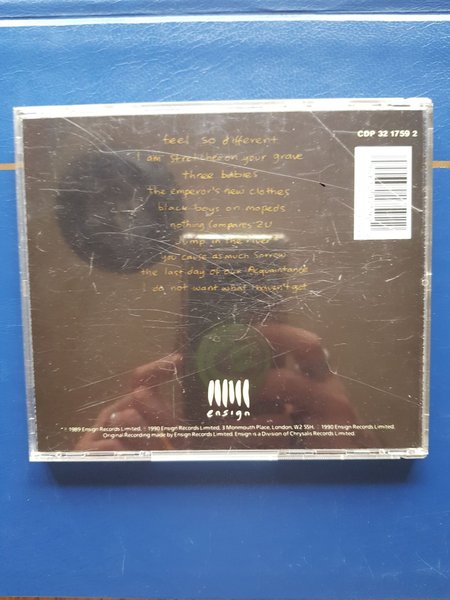 feel so different
CDP 32 1759 2
I am stretched on your grave
three babies
the emperor's new clothes
black boys on mopeds
nothing compares 2U
Jump in the river
you cause as much sorrow
the last day of our Acquaintance
I do not want what I haven't got
ensign
℗ 1989 Ensign Records Limited, ℗ 1990 Ensign Records Limited, 3 Monmouth Place, London, W2 5SH. © 1990 Ensign Records Limited.
Original Recording made by Ensign Records Limited. Ensign is a Division of Chrysalis Records Limited.